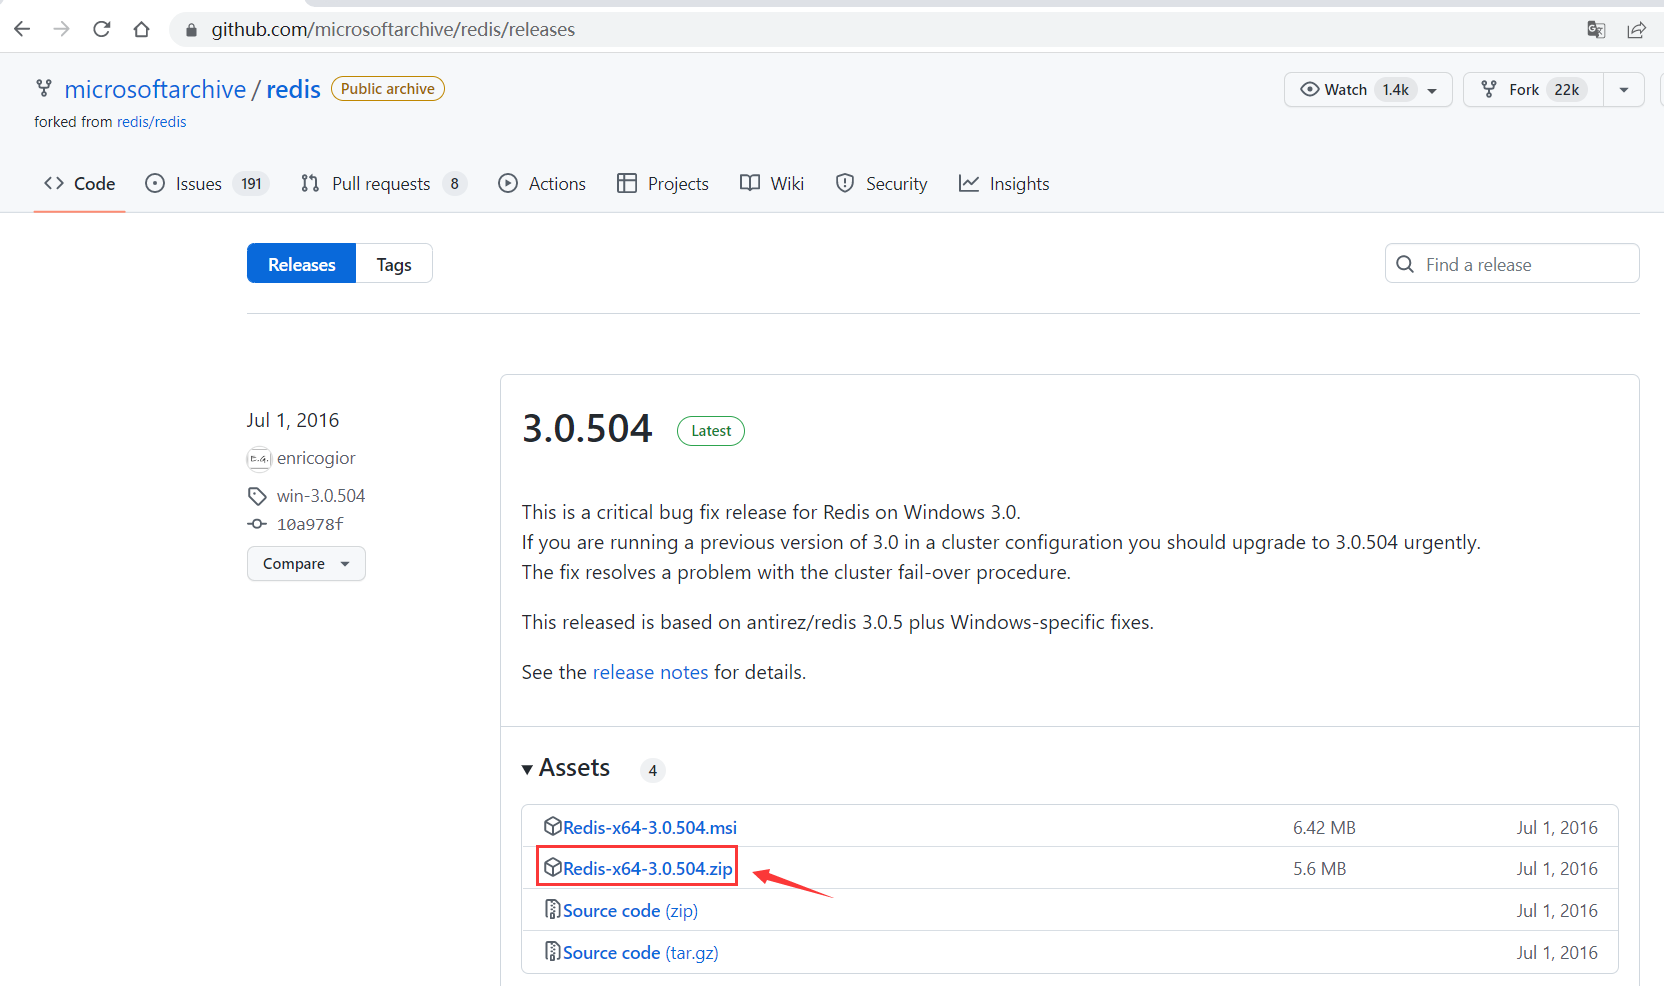 github.com/microsoftarchive/redis/releases
microsoftarchive / redis Public archive
Watch 1.4k
Fork 22k
forked from redis/redis
Code Issues 191 Pull requests 8 Actions Projects Wiki Security Insights
Releases Tags
Find a release
Jul 1, 2016
enricogior
win-3.0.504
10a978f
Compare
3.0.504 Latest
This is a critical bug fix release for Redis on Windows 3.0.
If you are running a previous version of 3.0 in a cluster configuration you should upgrade to 3.0.504 urgently.
The fix resolves a problem with the cluster fail-over procedure.
This released is based on antirez/redis 3.0.5 plus Windows-specific fixes.
See the release notes for details.
Assets 4
Redis-x64-3.0.504.msi 6.42 MB Jul 1, 2016
Redis-x64-3.0.504.zip 5.6 MB Jul 1, 2016
Source code (zip) Jul 1, 2016
Source code (tar.gz) Jul 1, 2016